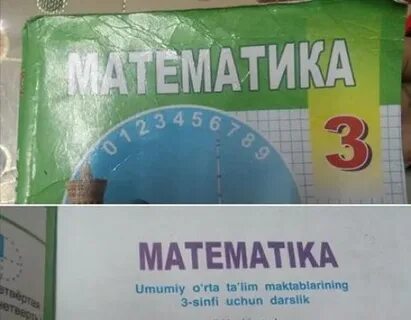 МАТЕМАТИКА
0123456789
3
MATEMATIKA
Umumiy o'rta ta'lim maktablarining
3-sinfi uchun darslik